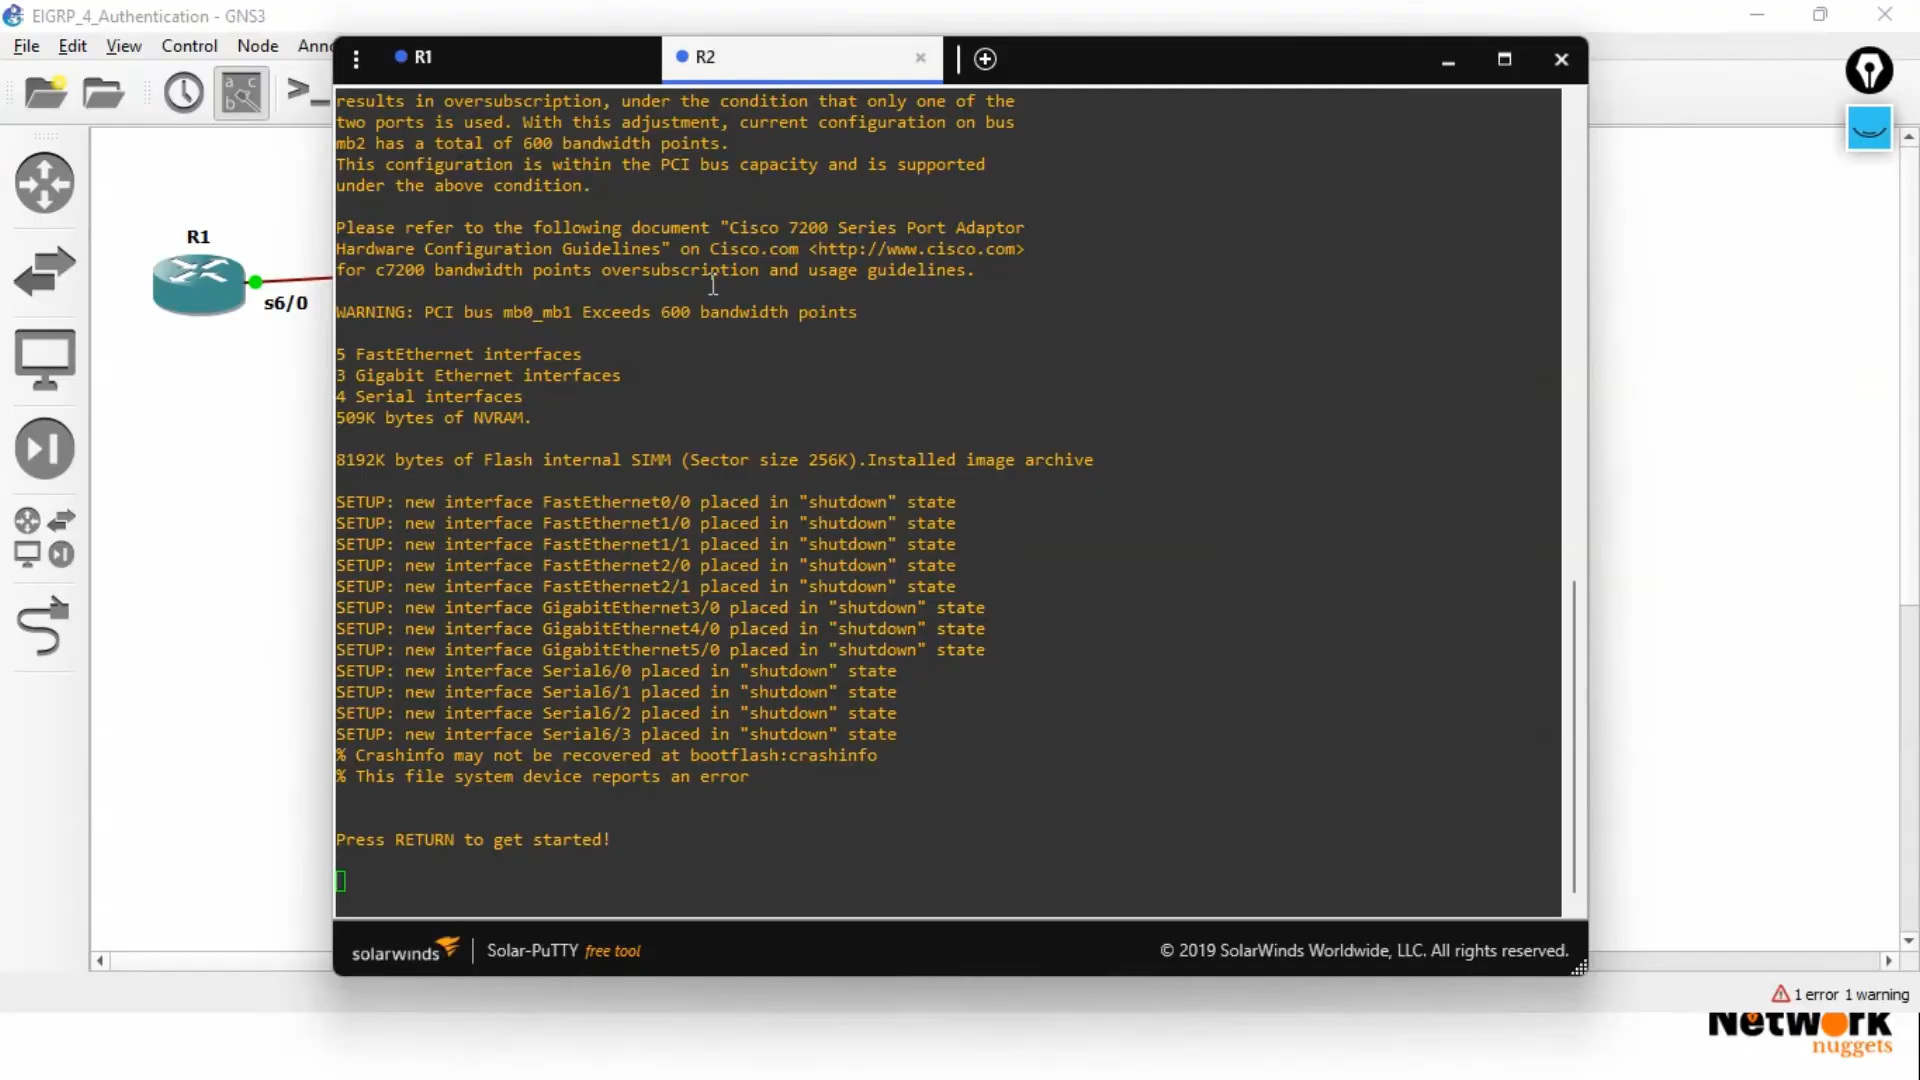 EIGRP_4_Authentication - GNS3
File Edit View Control Node Ann
R1
R2
R1
s6/0
results in oversubscription, under the condition that only one of the
two ports is used. With this adjustment, current configuration on bus
mb2 has a total of 600 bandwidth points.
This configuration is within the PCI bus capacity and is supported
under the above condition.
Please refer to the following document "Cisco 7200 Series Port Adaptor
Hardware Configuration Guidelines" on Cisco.com <http://www.cisco.com>
for c7200 bandwidth points oversubscription and usage guidelines.
WARNING: PCI bus mb0_mb1 Exceeds 600 bandwidth points
5 FastEthernet interfaces
3 Gigabit Ethernet interfaces
4 Serial interfaces
509K bytes of NVRAM.
8192K bytes of Flash internal SIMM (Sector size 256K).Installed image archive
SETUP: new interface FastEthernet0/0 placed in "shutdown" state
SETUP: new interface FastEthernet1/0 placed in "shutdown" state
SETUP: new interface FastEthernet1/1 placed in "shutdown" state
SETUP: new interface FastEthernet2/0 placed in "shutdown" state
SETUP: new interface FastEthernet2/1 placed in "shutdown" state
SETUP: new interface GigabitEthernet3/0 placed in "shutdown" state
SETUP: new interface GigabitEthernet4/0 placed in "shutdown" state
SETUP: new interface GigabitEthernet5/0 placed in "shutdown" state
SETUP: new interface Serial6/0 placed in "shutdown" state
SETUP: new interface Serial6/1 placed in "shutdown" state
SETUP: new interface Serial6/2 placed in "shutdown" state
SETUP: new interface Serial6/3 placed in "shutdown" state
% Crashinfo may not be recovered at bootflash:crashinfo
% This file system device reports an error
Press RETURN to get started!
solarwinds Solar-PuTTY free tool © 2019 SolarWinds Worldwide, LLC. All rights reserved.
1 error 1 warning
Network
nuggets